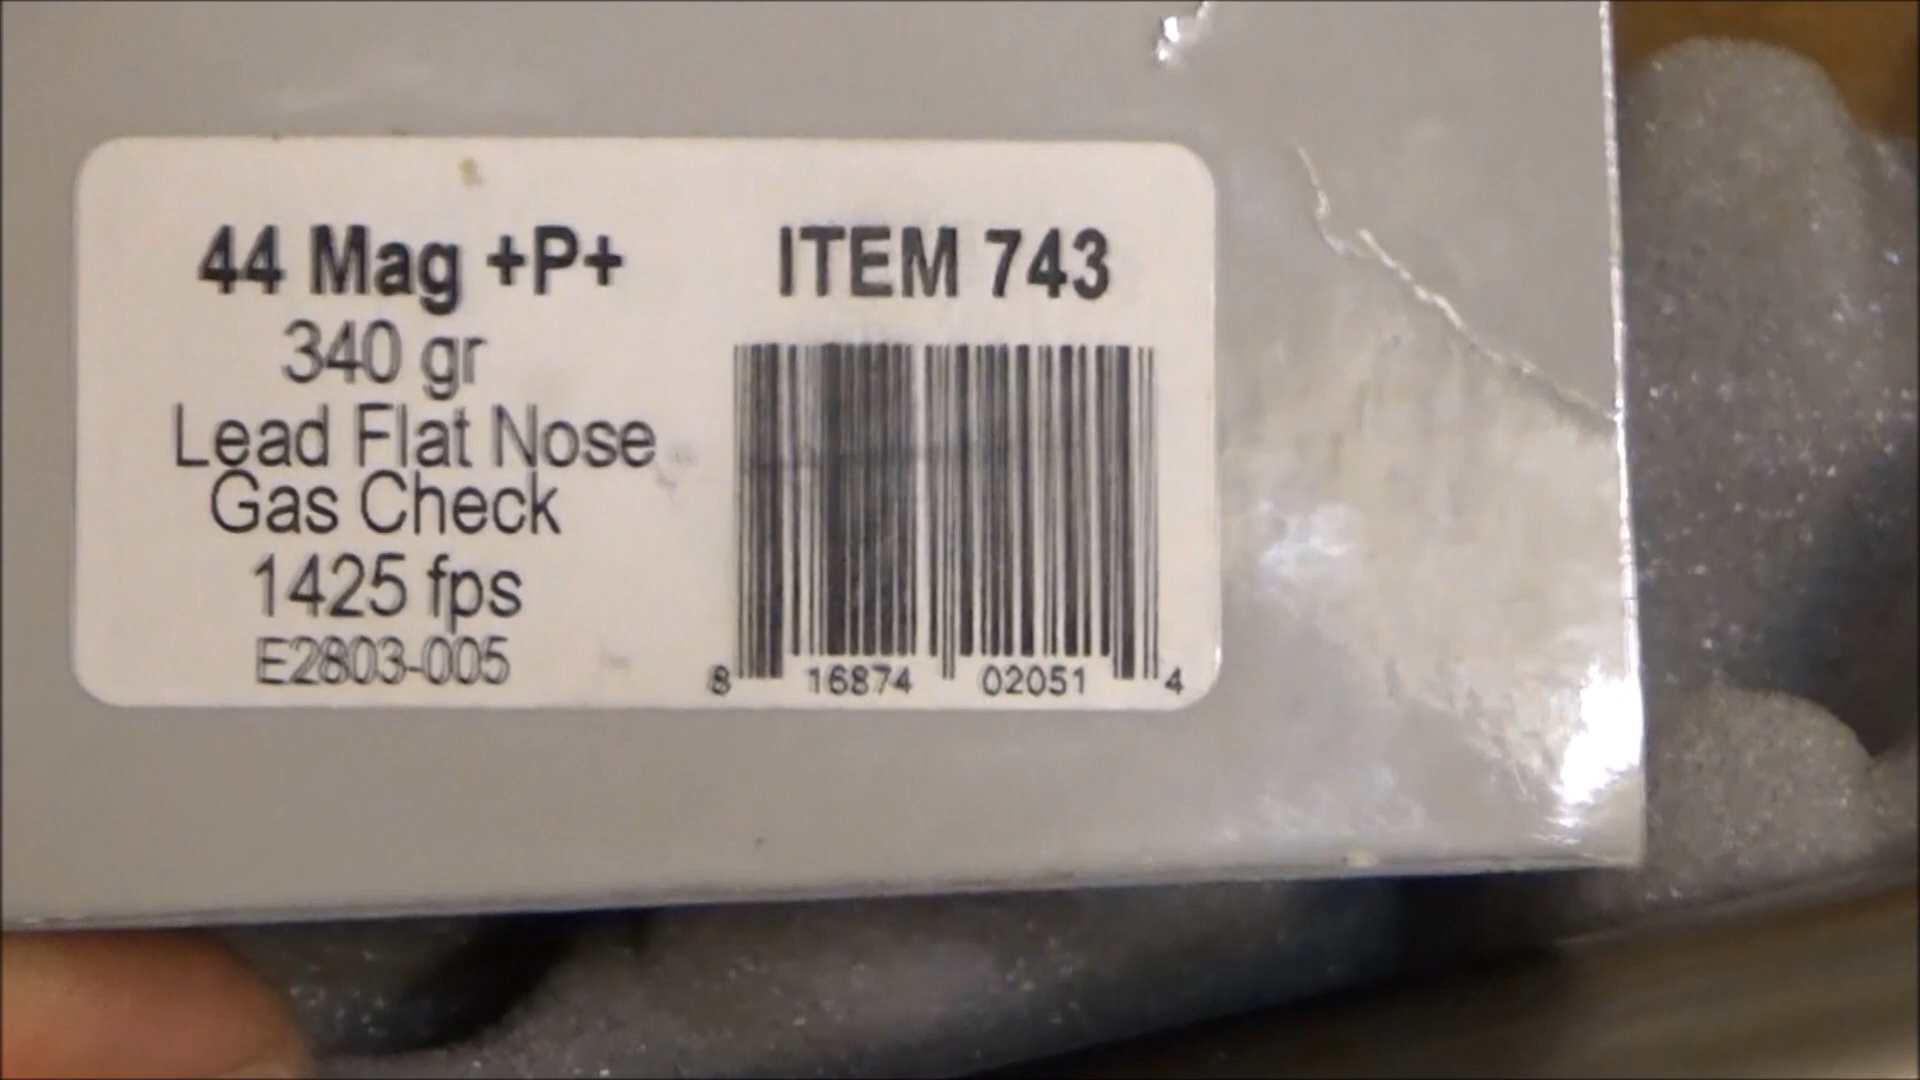 44 Mag +P+
340 gr
Lead Flat Nose
Gas Check
1425 fps
E2803-005
ITEM 743
8 16874 02051 4